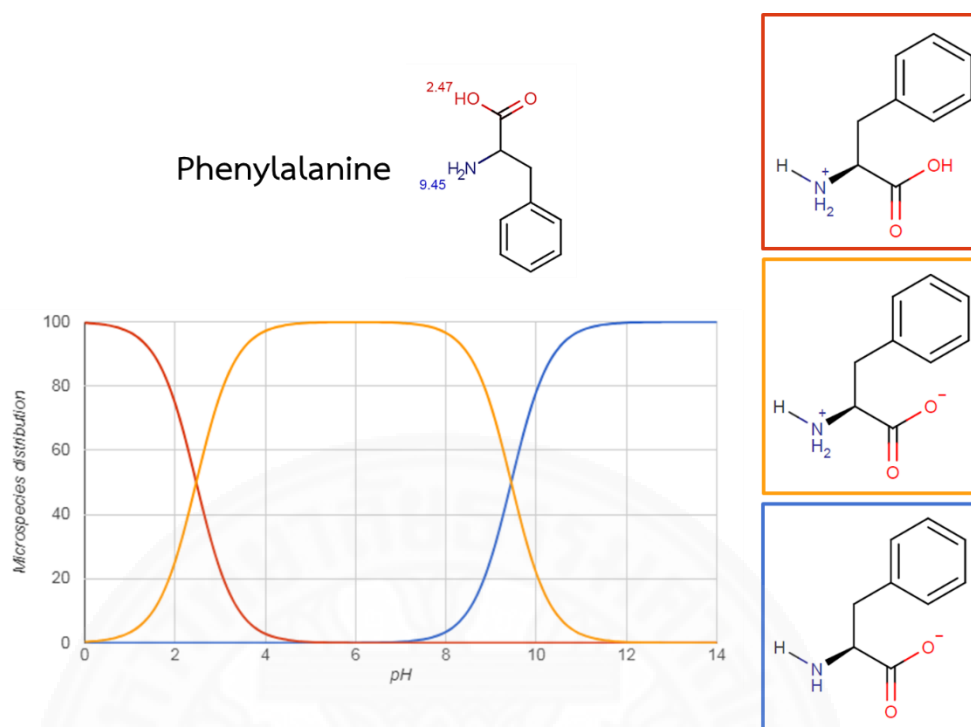 Phenylalanine
2.47
HO
O
H₂N
9.45
H
N⁺
H₂
OH
O
Microspecies distribution
100
80
60
40
20
0
0 2 4 6 8 10 12 14
pH
H
N⁺
H₂
O⁻
O
H
N
H
O⁻
O